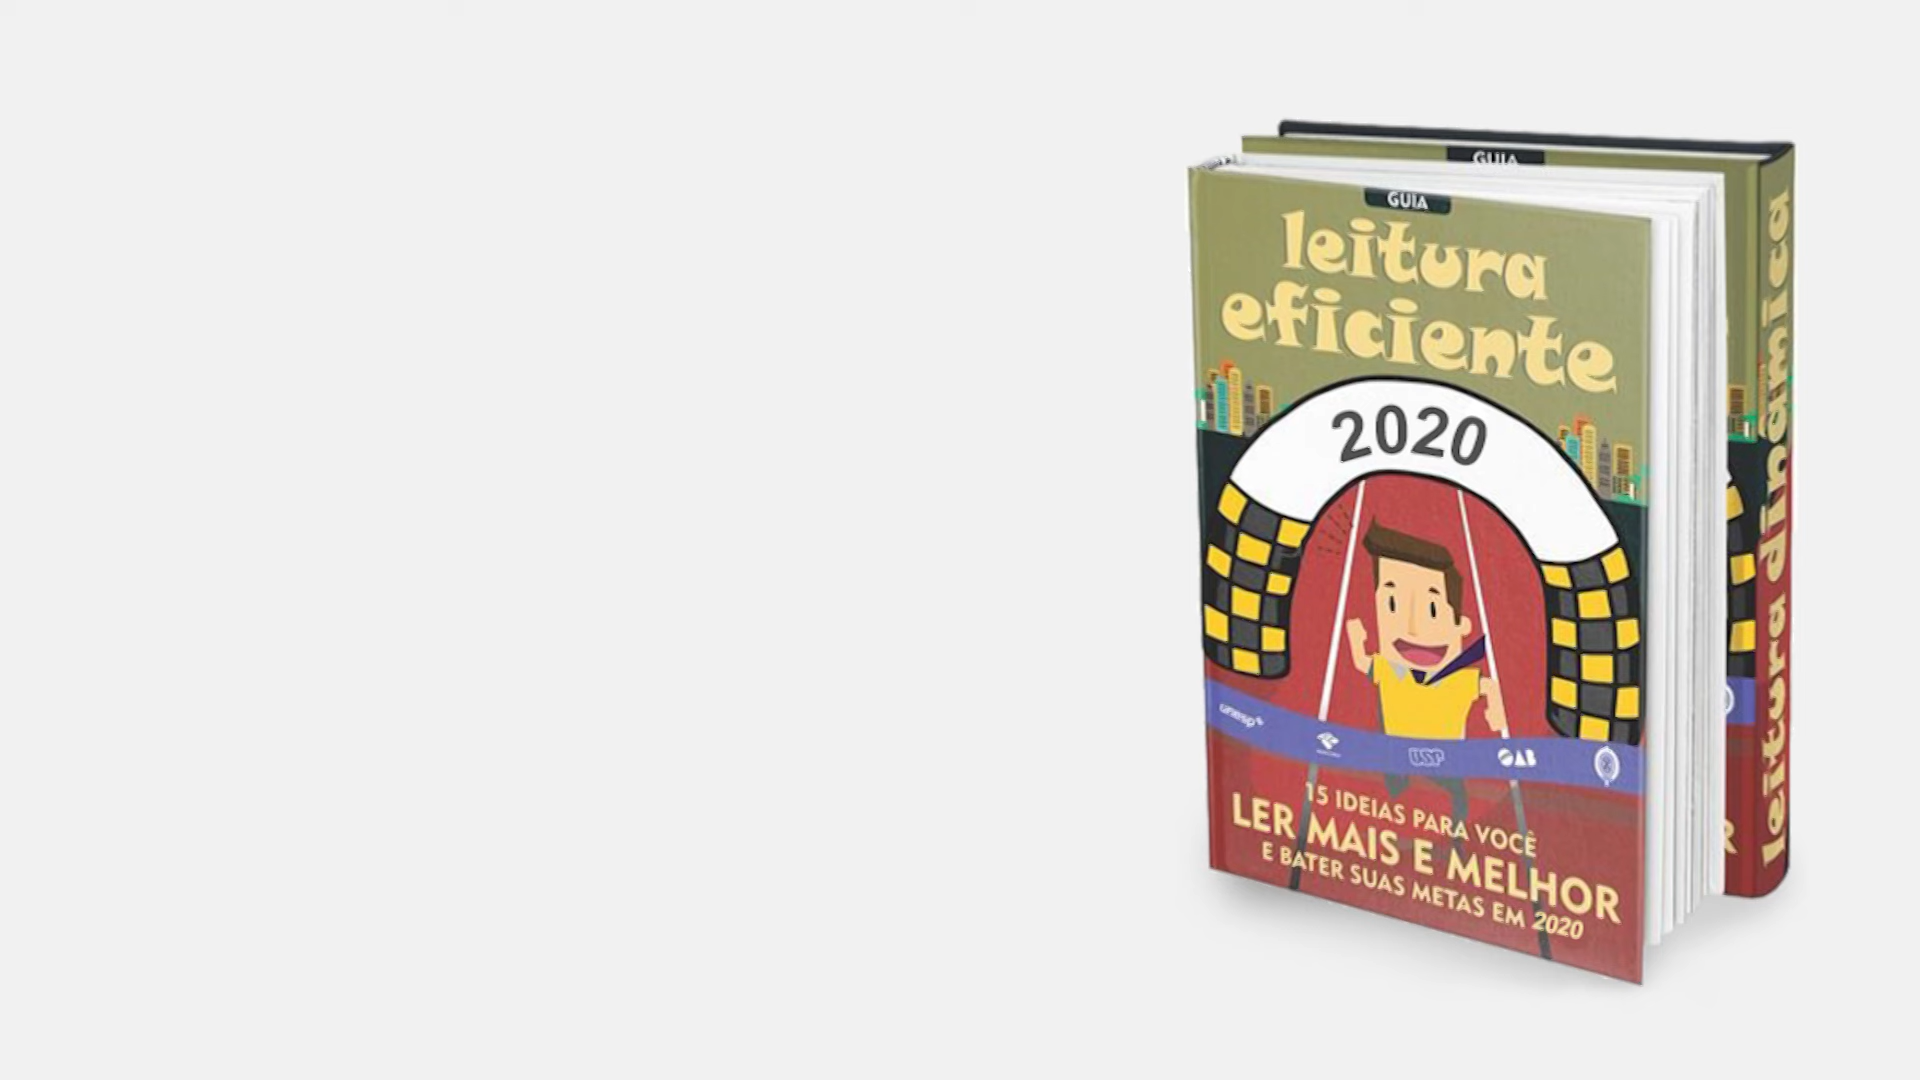 GUIA
GUIA
leitura
eficiente
2020
unesp
USP
OAB
15 IDEIAS PARA VOCÊ
LER MAIS E MELHOR
E BATER SUAS METAS EM 2020
leitura dinâmica
R